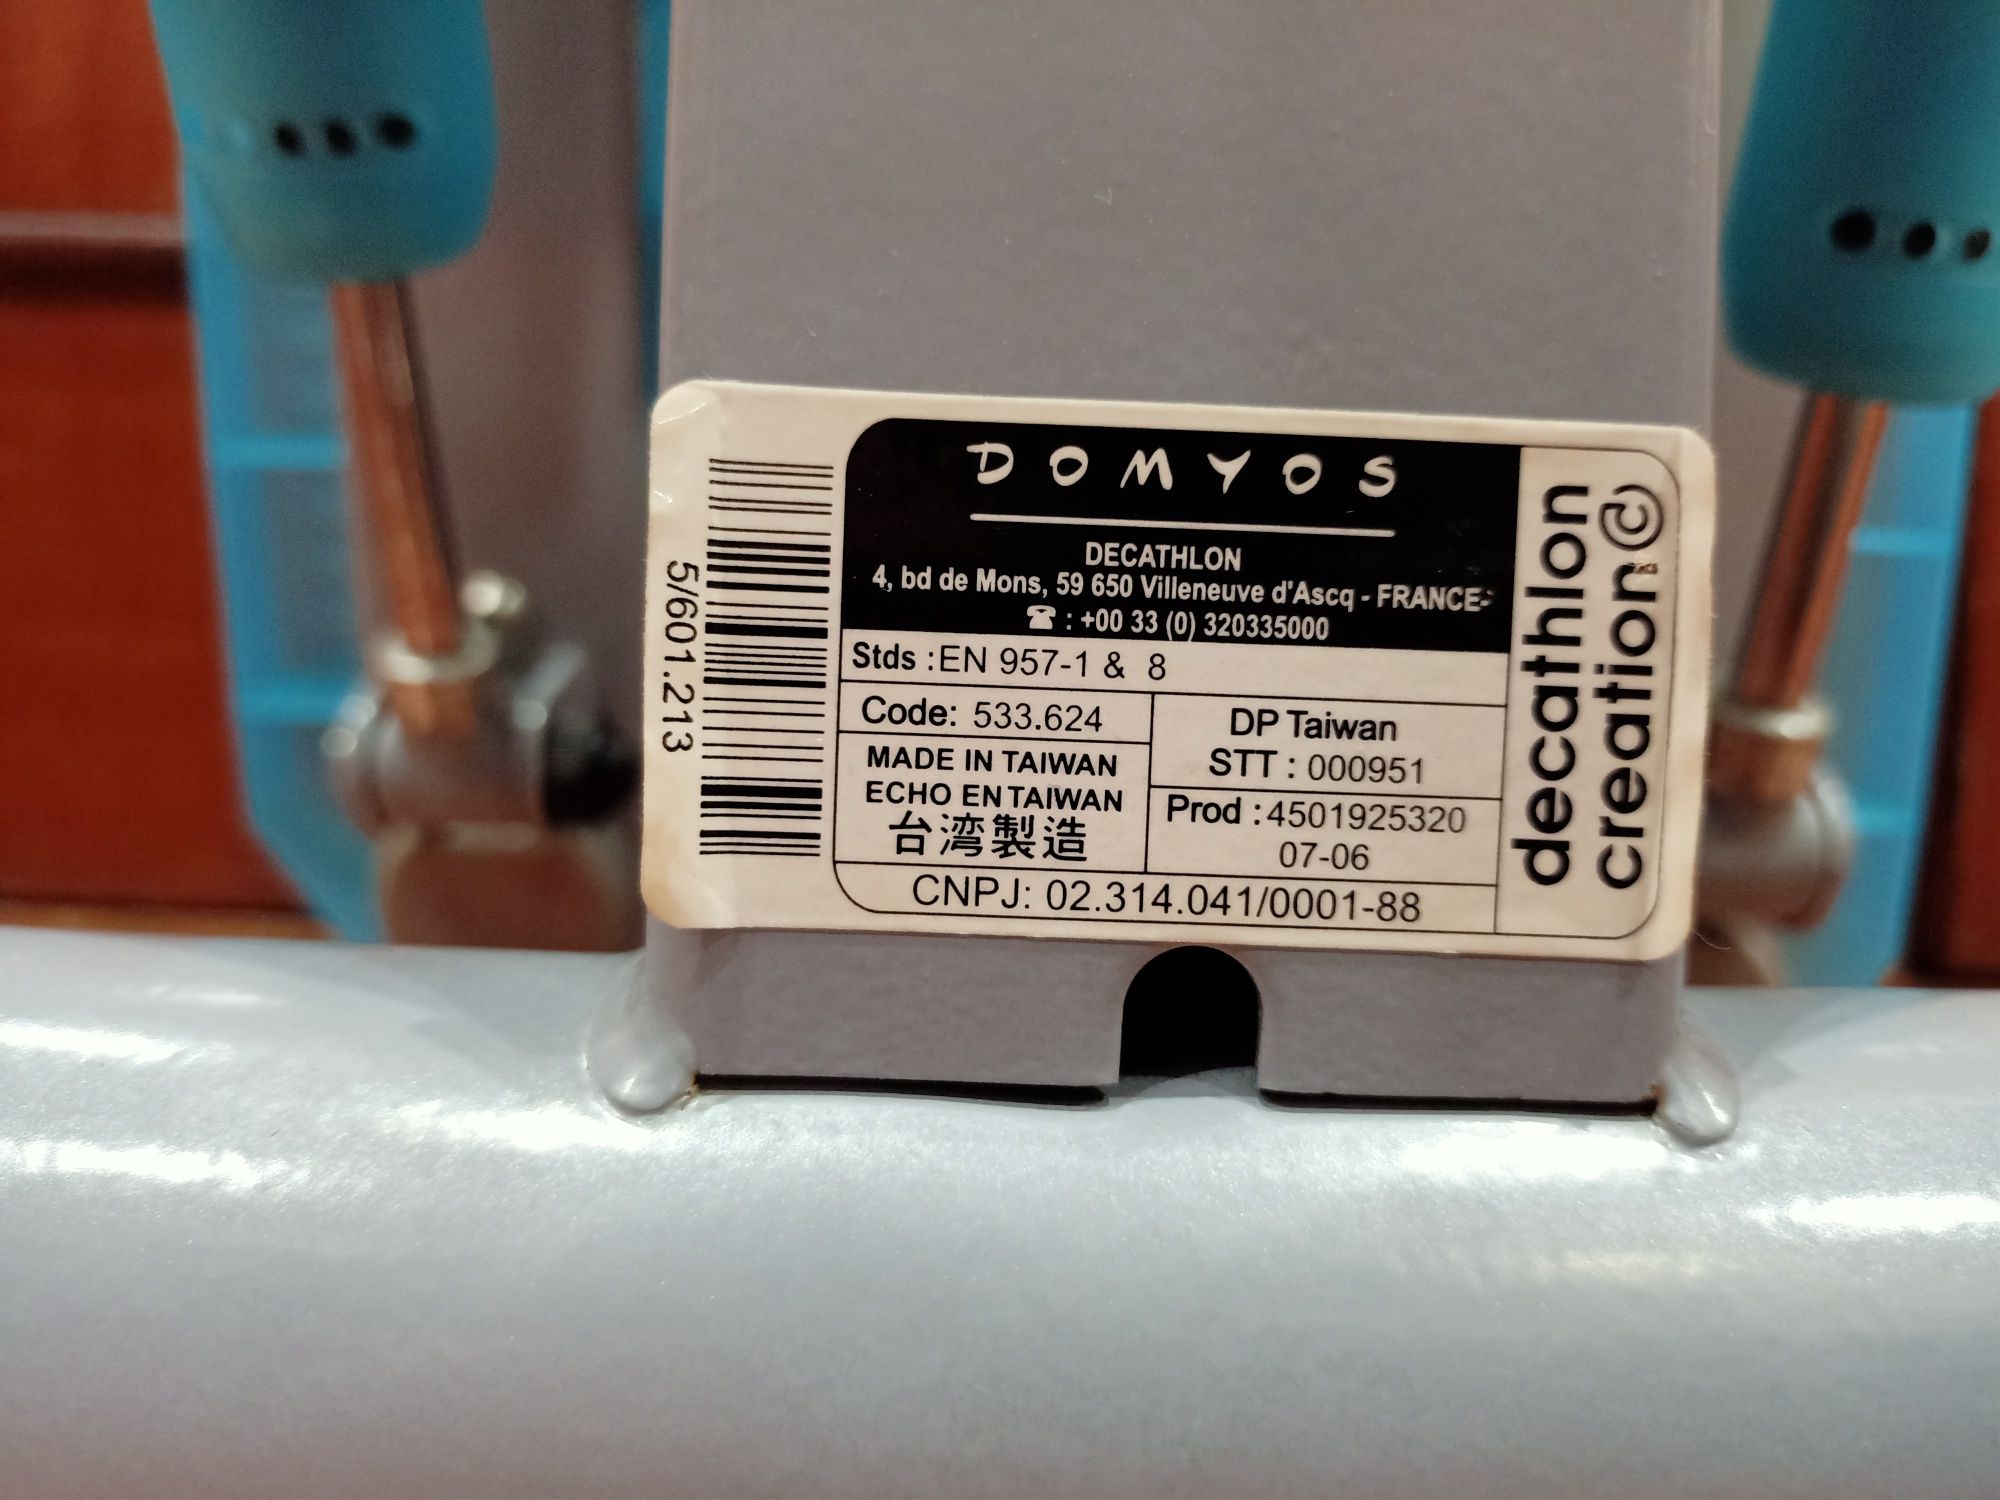 5/601.213
DOMYOS
DECATHLON
4, bd de Mons, 59 650 Villeneuve d'Ascq - FRANCE-
☎ : +00 33 (0) 320335000
Stds : EN 957-1 & 8
Code: 533.624
MADE IN TAIWAN
ECHO EN TAIWAN
台湾製造
DP Taiwan
STT : 000951
Prod : 4501925320
07-06
CNPJ: 02.314.041/0001-88
decathlon
creation©